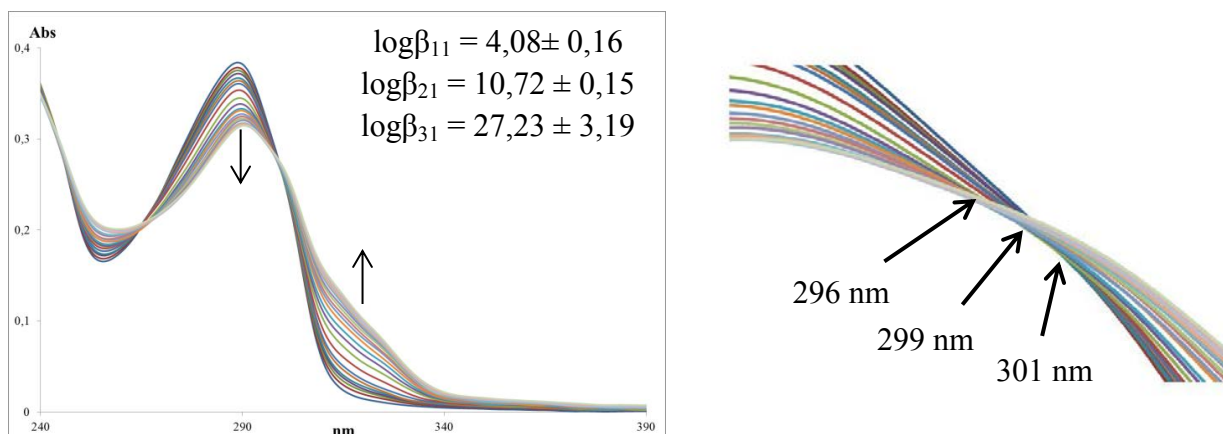 Abs
0,4
0,3
0,2
0,1
0
240
290
nm
340
390
logβ₁₁ = 4,08± 0,16
logβ₂₁ = 10,72 ± 0,15
logβ₃₁ = 27,23 ± 3,19
296 nm
299 nm
301 nm